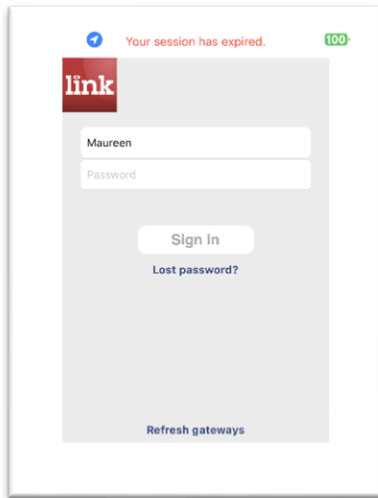 Your session has expired.
100
link
Maureen
Password
Sign In
Lost password?
Refresh gateways